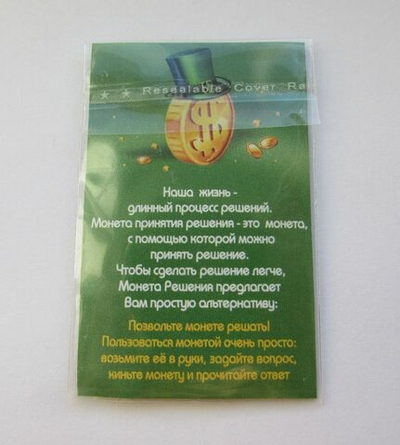 ★ ★ Resealable Cover Ra
$
Наша жизнь -
длинный процесс решений.
Монета принятия решения - это монета,
с помощью которой можно
принять решение.
Чтобы сделать решение легче,
Монета Решения предлагает
Вам простую альтернативу:
Позвольте монете решать!
Пользоваться монетой очень просто:
возьмите её в руки, задайте вопрос,
киньте монету и прочитайте ответ